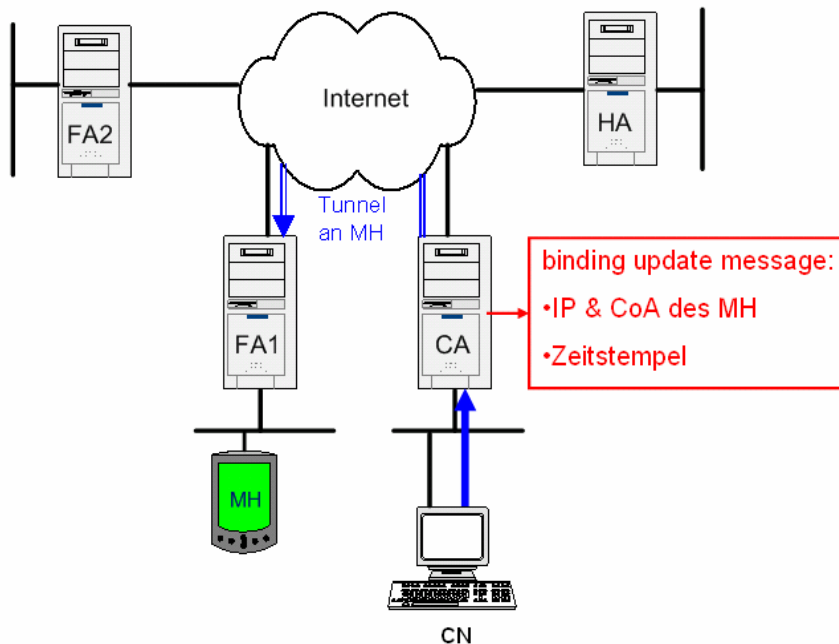 Internet
FA2
HA
Tunnel
an MH
FA1
CA
binding update message:
•IP & CoA des MH
•Zeitstempel
MH
CN